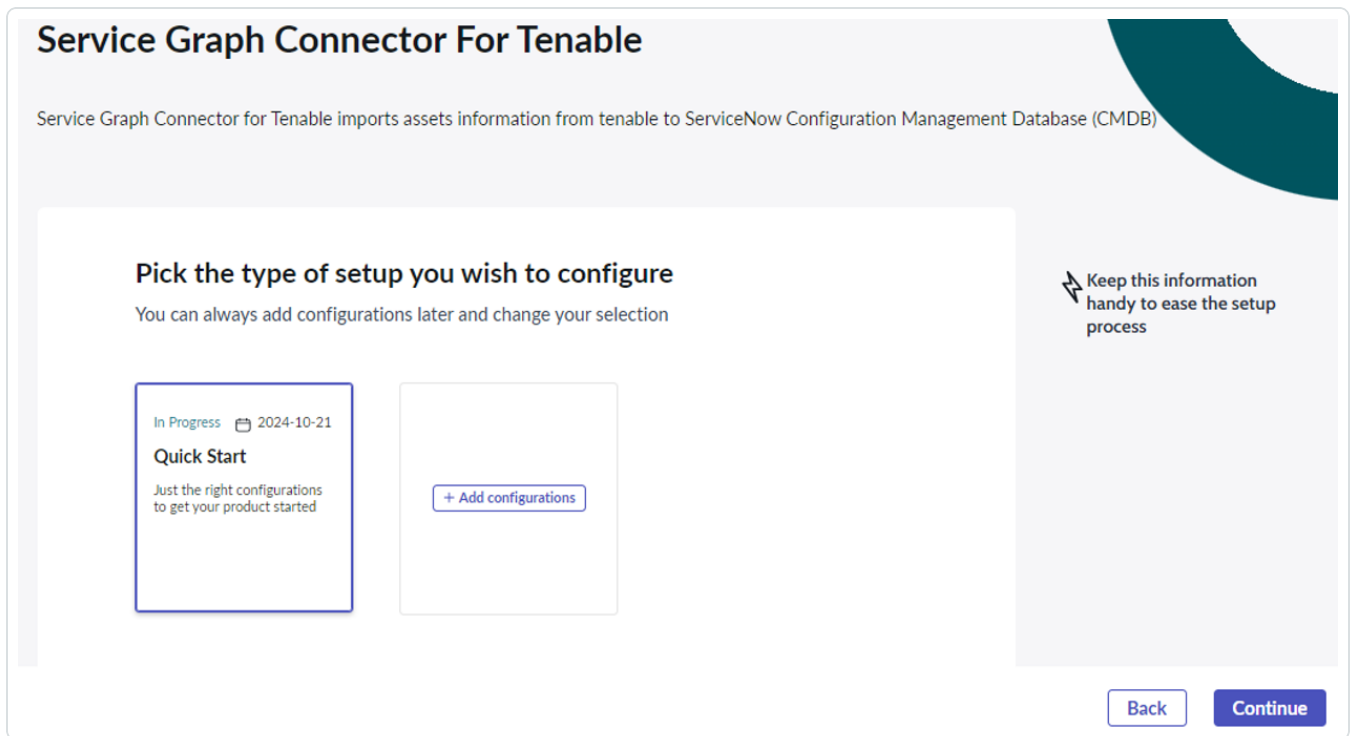 Service Graph Connector For Tenable
Service Graph Connector for Tenable imports assets information from tenable to ServiceNow Configuration Management Database (CMDB)
Pick the type of setup you wish to configure
You can always add configurations later and change your selection
Keep this information
handy to ease the setup
process
In Progress 2024-10-21
Quick Start
Just the right configurations
to get your product started
+ Add configurations
Back
Continue